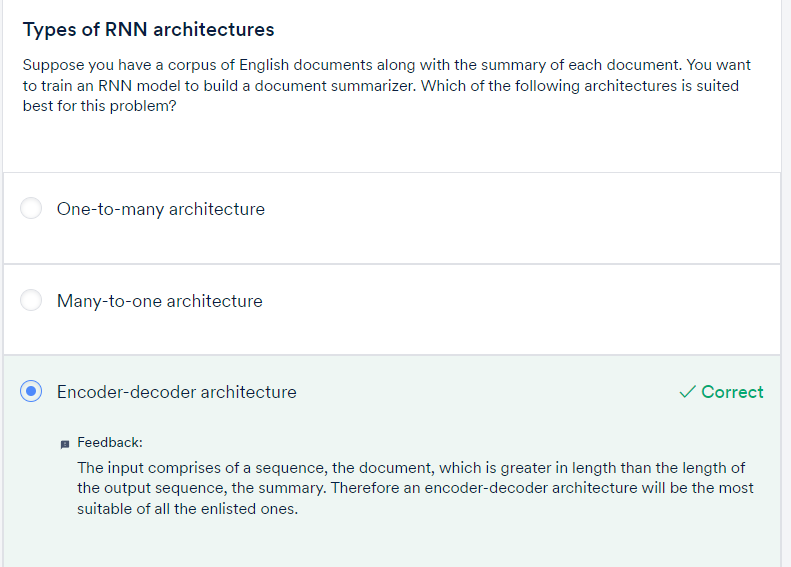 Types of RNN architectures
Suppose you have a corpus of English documents along with the summary of each document. You want
to train an RNN model to build a document summarizer. Which of the following architectures is suited
best for this problem?
One-to-many architecture
Many-to-one architecture
Encoder-decoder architecture
Correct
Feedback:
The input comprises of a sequence, the document, which is greater in length than the length of
the output sequence, the summary. Therefore an encoder-decoder architecture will be the most
suitable of all the enlisted ones.